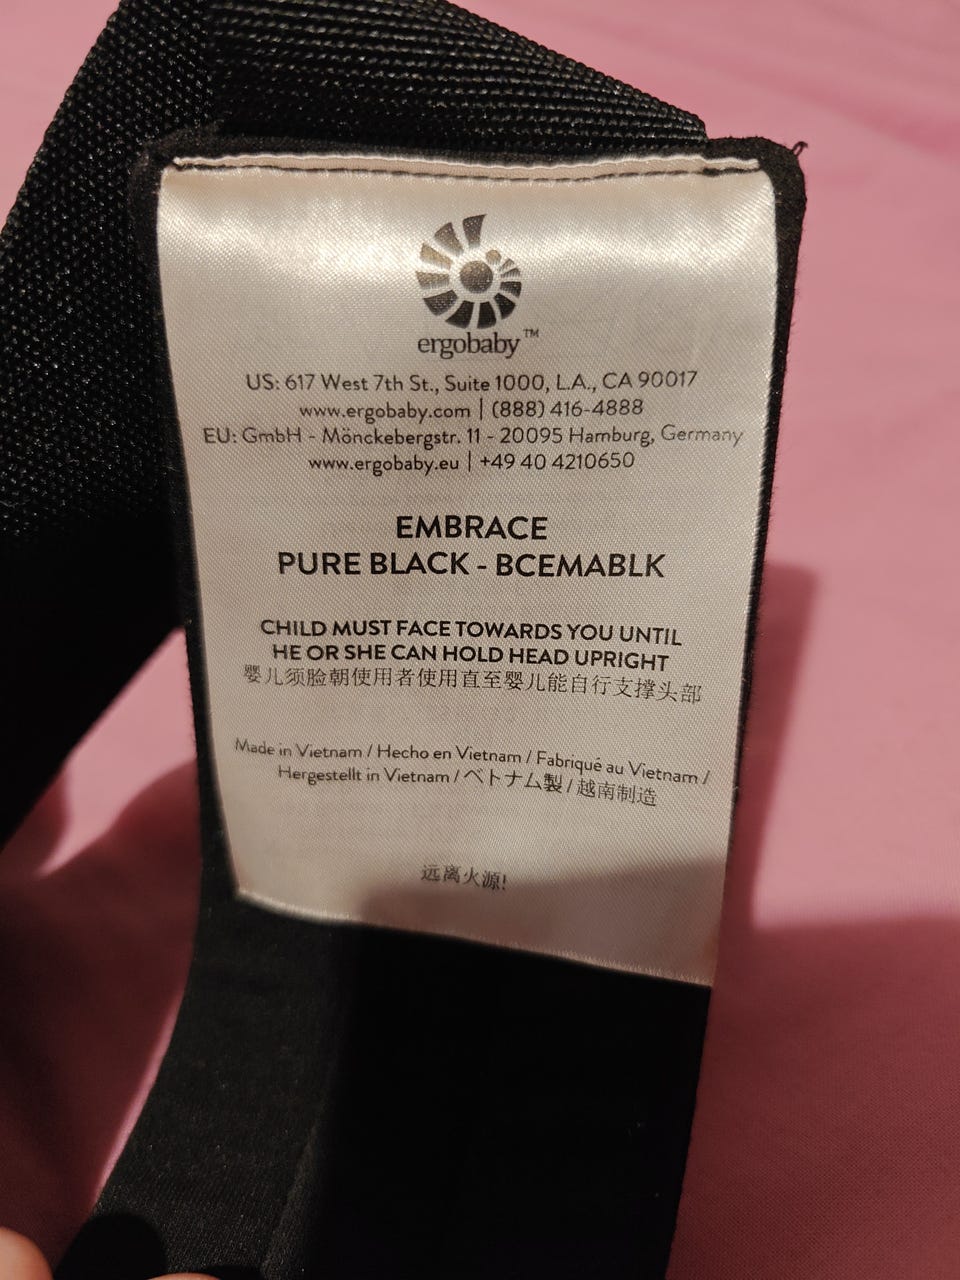 ergobaby™
US: 617 West 7th St., Suite 1000, L.A., CA 90017
www.ergobaby.com | (888) 416-4888
EU: GmbH - Mönckebergstr. 11 - 20095 Hamburg, Germany
www.ergobaby.eu | +49 40 4210650
EMBRACE
PURE BLACK - BCEMABLK
CHILD MUST FACE TOWARDS YOU UNTIL
HE OR SHE CAN HOLD HEAD UPRIGHT
婴儿须脸朝使用者使用直至婴儿能自行支撑头部
Made in Vietnam / Hecho en Vietnam / Fabriqué au Vietnam /
Hergestellt in Vietnam / ベトナム製 / 越南制造
远离火源!